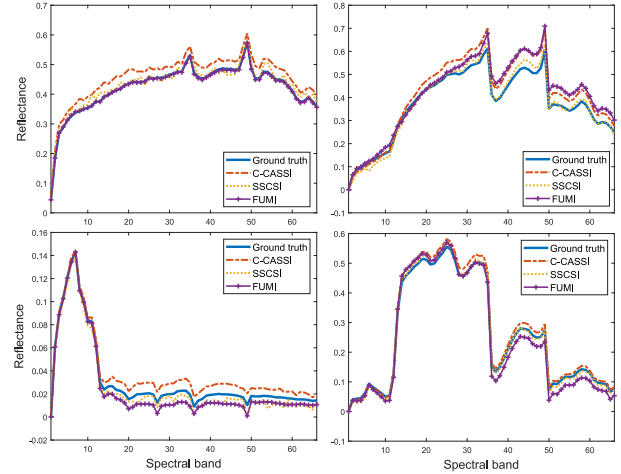 0.7
0.6
0.5
0.4
0.3
0.2
0.1
0
Reflectance
10 20 30 40 50 60
Ground truth
C-CASSI
SSCSI
FUMI
0.8
0.7
0.6
0.5
0.4
0.3
0.2
0.1
0
-0.1
10 20 30 40 50 60
Ground truth
C-CASSI
SSCSI
FUMI
0.16
0.14
0.12
0.1
0.08
0.06
0.04
0.02
0
-0.02
Reflectance
10 20 30 40 50 60
Spectral band
Ground truth
C-CASSI
SSCSI
FUMI
0.6
0.5
0.4
0.3
0.2
0.1
0
-0.1
10 20 30 40 50 60
Spectral band
Ground truth
C-CASSI
SSCSI
FUMI